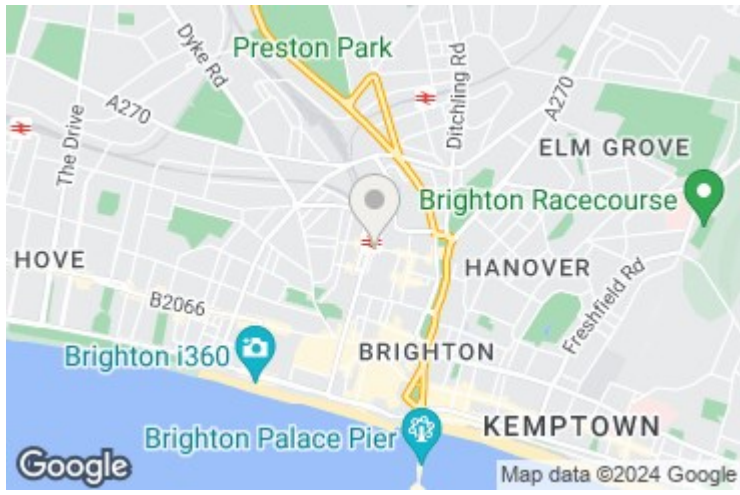 Preston Park
Dyke Rd
A270
The Drive
Ditchling Rd
A270
ELM GROVE
Brighton Racecourse
HOVE
HANOVER
B2066
Freshfield Rd
Brighton i360
BRIGHTON
Brighton Palace Pier
KEMPTOWN
Google
Map data ©2024 Google